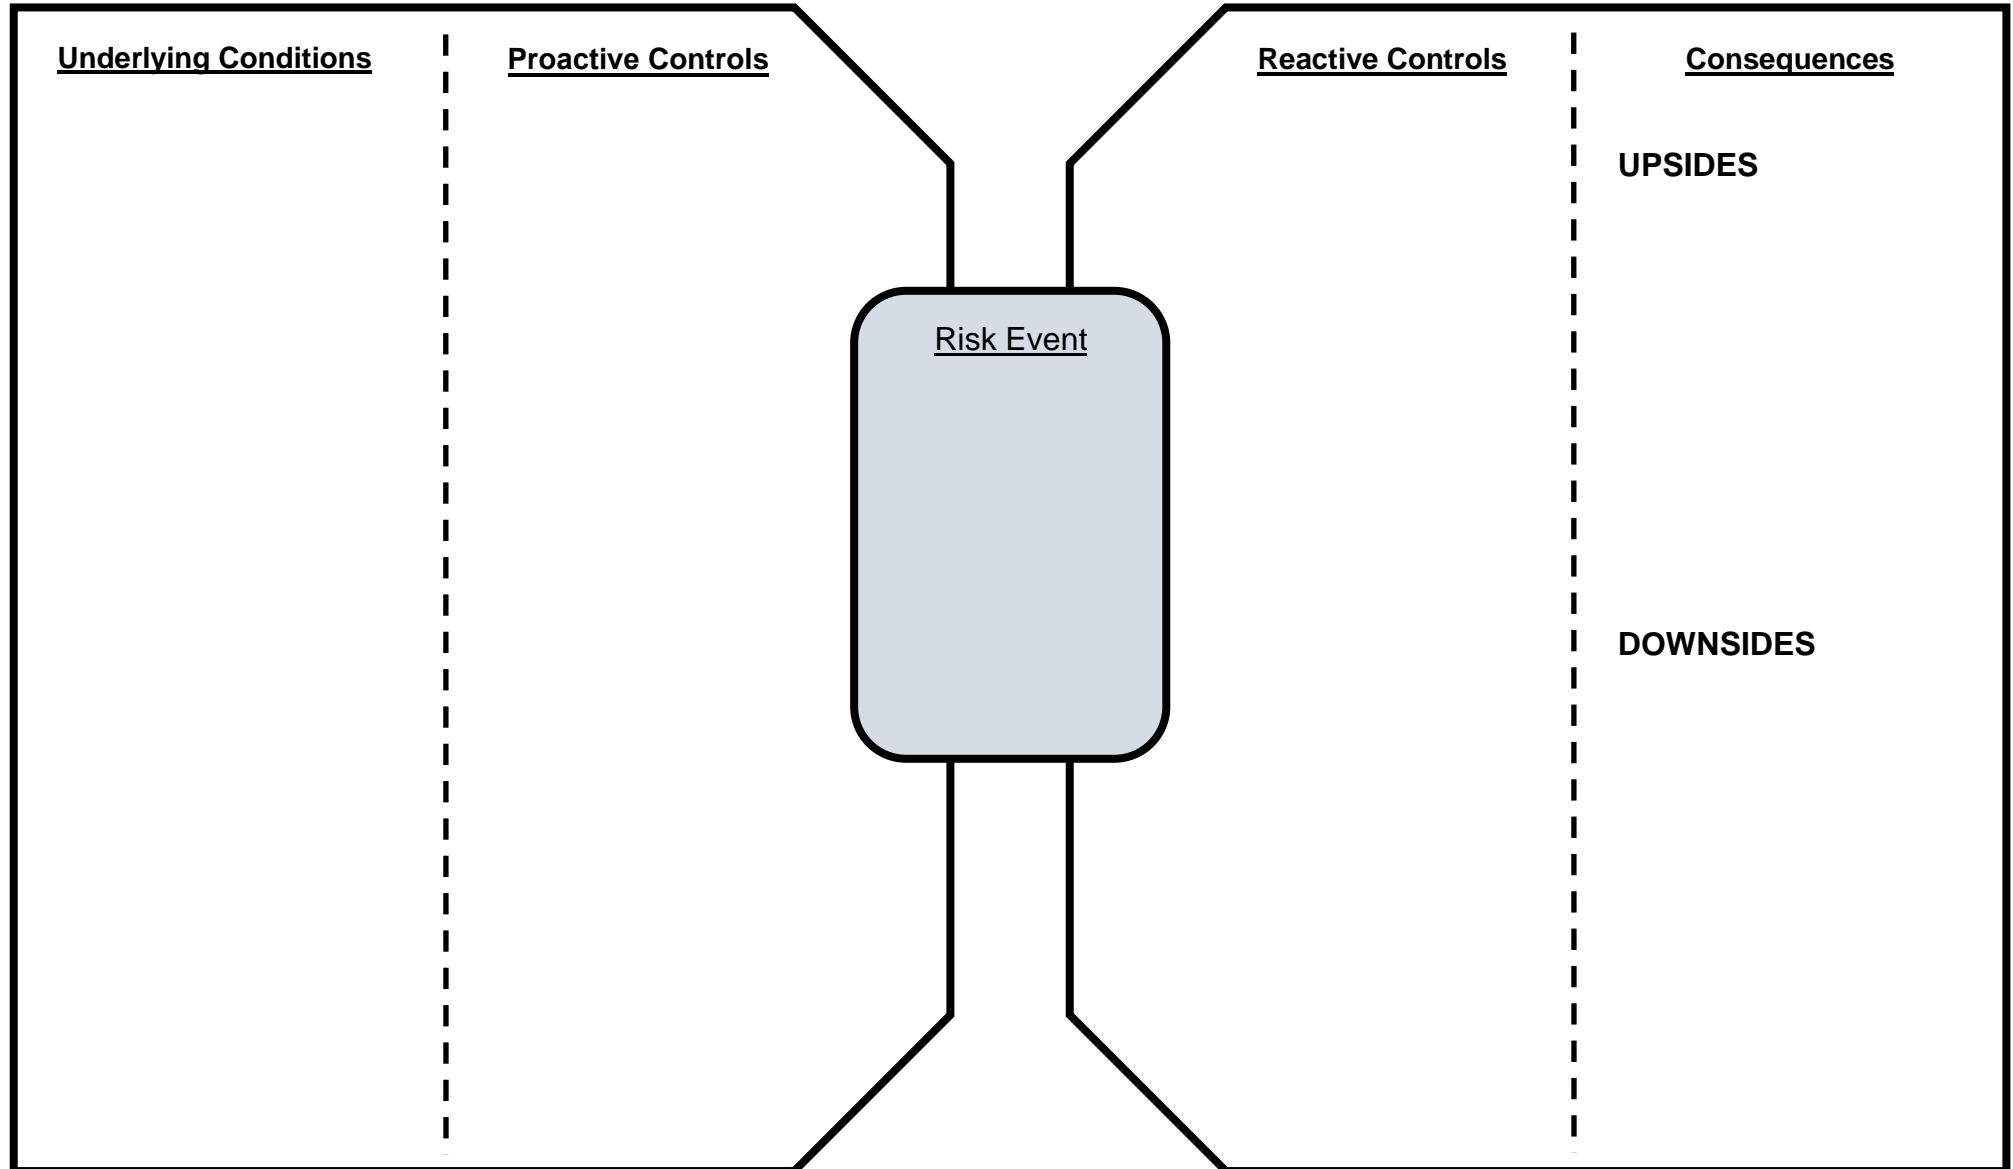 Underlying Conditions
Proactive Controls
Reactive Controls
Consequences
UPSIDES
Risk Event
DOWNSIDES